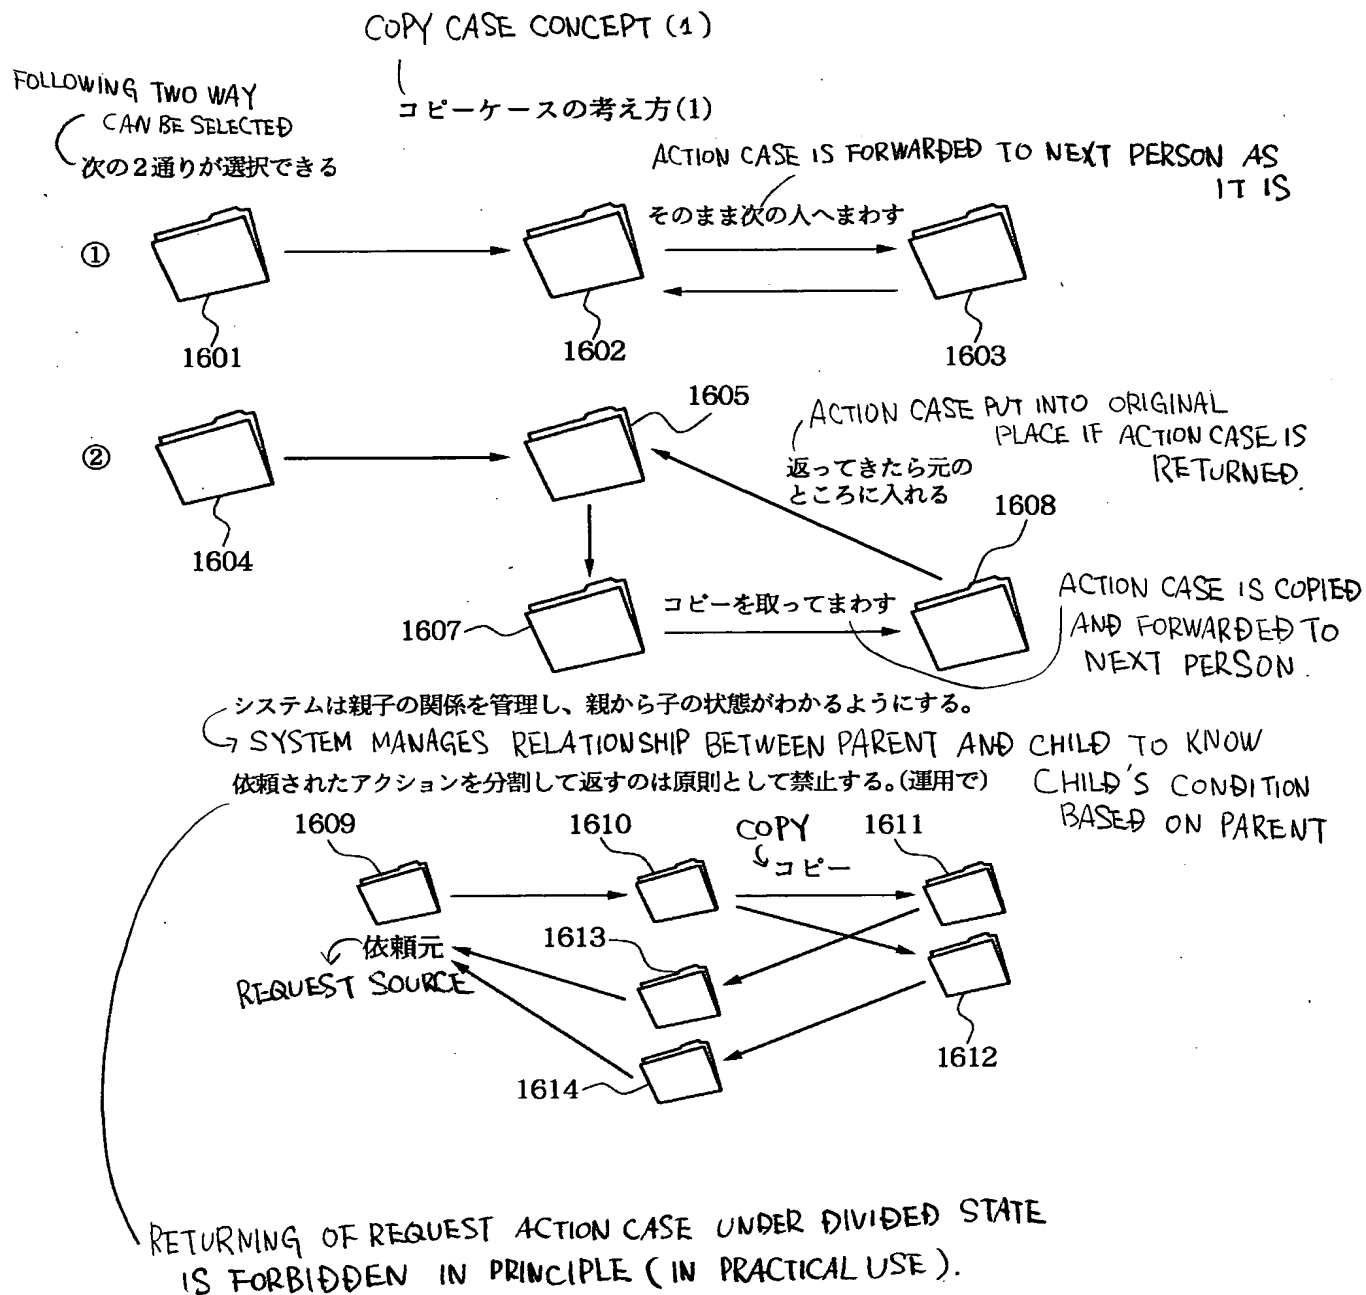 COPY CASE CONCEPT (1)
コピーケースの考え方(1)
FOLLOWING TWO WAY
CAN BE SELECTED
次の2通りが選択できる
ACTION CASE IS FORWARDED TO NEXT PERSON AS
IT IS
そのまま次の人へまわす
①
1601
1602
1603
1605
ACTION CASE PUT INTO ORIGINAL
PLACE IF ACTION CASE IS
RETURNED.
②
返ってきたら元の
ところに入れる
1604
1608
ACTION CASE IS COPIED
AND FORWARDED TO
NEXT PERSON.
コピーを取ってまわす
1607
システムは親子の関係を管理し、親から子の状態がわかるようにする。
SYSTEM MANAGES RELATIONSHIP BETWEEN PARENT AND CHILD TO KNOW
CHILD'S CONDITION
BASED ON PARENT
依頼されたアクションを分割して返すのは原則として禁止する。(運用で)
1609
1610
COPY
コピー
1611
依頼元
REQUEST SOURCE
1613
1612
1614
RETURNING OF REQUEST ACTION CASE UNDER DIVIDED STATE
IS FORBIDDEN IN PRINCIPLE (IN PRACTICAL USE).